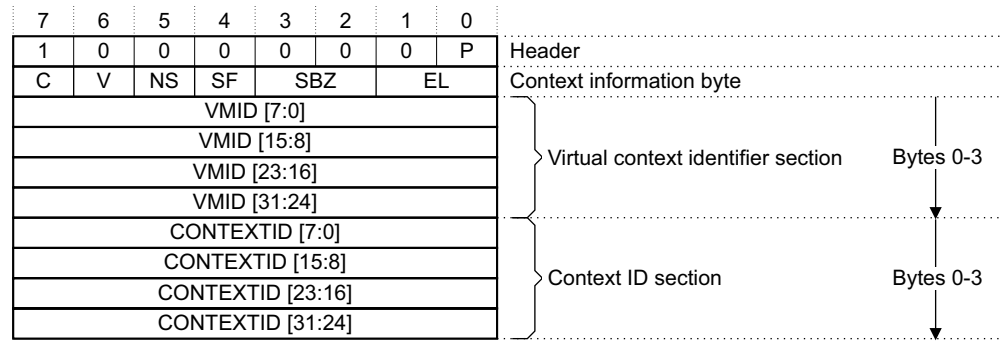 7 6 5 4 3 2 1 0
1 0 0 0 0 0 0 P Header
C V NS SF SBZ EL Context information byte
VMID [7:0]
VMID [15:8]
Virtual context identifier section Bytes 0-3
VMID [23:16]
VMID [31:24]
CONTEXTID [7:0]
CONTEXTID [15:8]
Context ID section Bytes 0-3
CONTEXTID [23:16]
CONTEXTID [31:24]